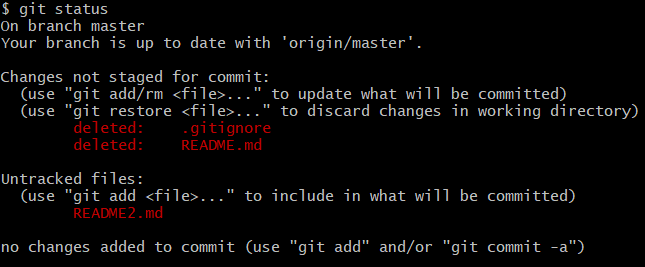 $ git status
On branch master
Your branch is up to date with 'origin/master'.
Changes not staged for commit:
(use "git add/rm <file>..." to update what will be committed)
(use "git restore <file>..." to discard changes in working directory)
deleted: .gitignore
deleted: README.md
Untracked files:
(use "git add <file>..." to include in what will be committed)
README2.md
no changes added to commit (use "git add" and/or "git commit -a")